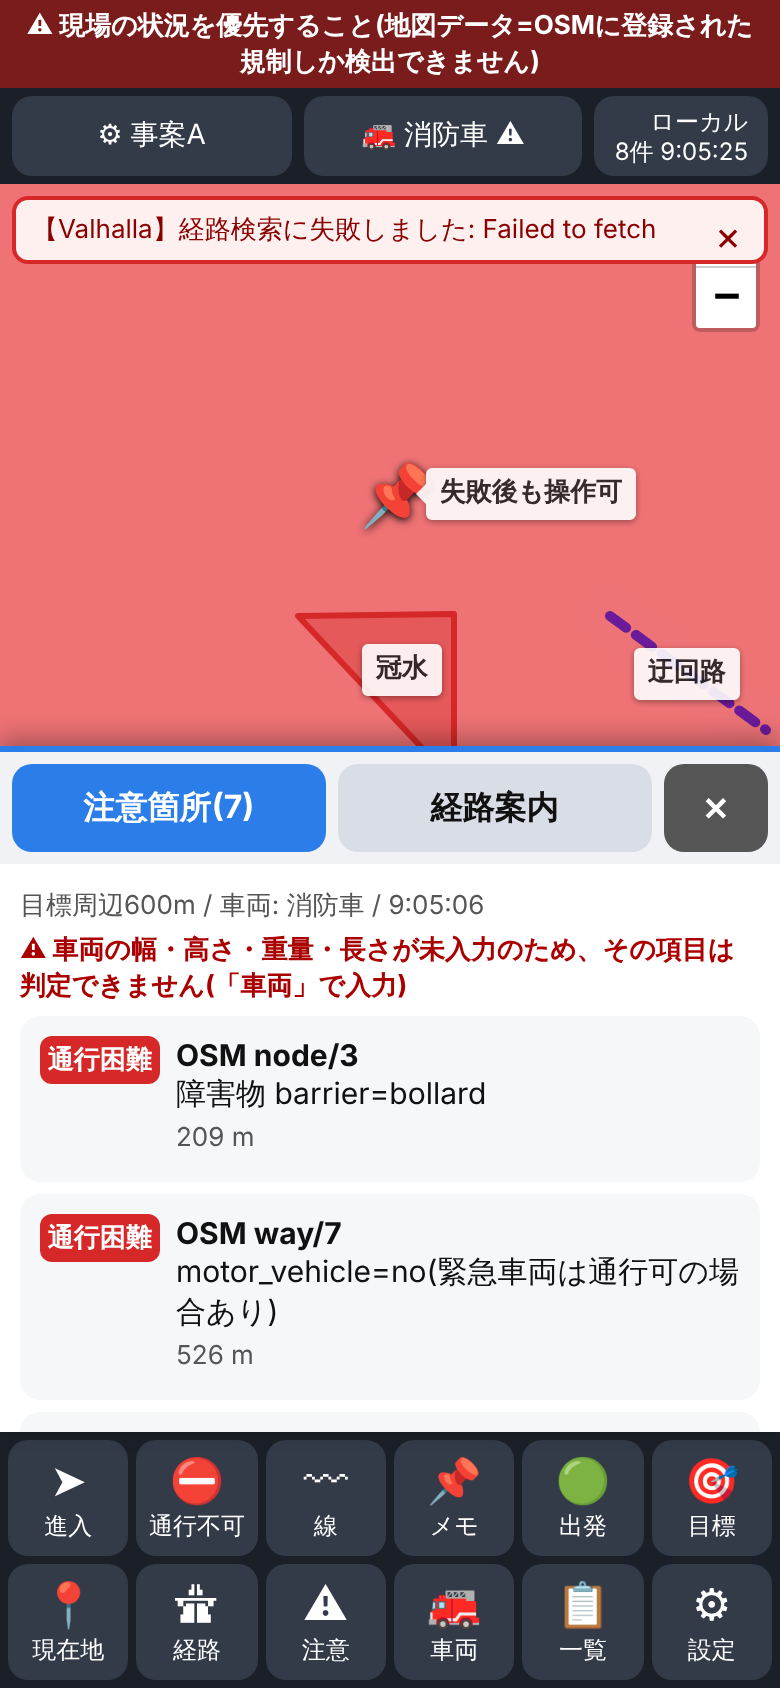 ⚠ 現場の状況を優先すること(地図データ=OSMに登録された
規制しか検出できません)
⚙ 事案A
🚒 消防車 ⚠
ローカル
8件 9:05:25
【Valhalla】経路検索に失敗しました: Failed to fetch
×
−
失敗後も操作可
冠水
迂回路
注意箇所(7)
経路案内
×
目標周辺600m / 車両: 消防車 / 9:05:06
⚠ 車両の幅・高さ・重量・長さが未入力のため、その項目は
判定できません(「車両」で入力)
通行困難
OSM node/3
障害物 barrier=bollard
209 m
通行困難
OSM way/7
motor_vehicle=no(緊急車両は通行可の場
合あり)
526 m
進入
通行不可
線
メモ
出発
目標
現在地
経路
注意
車両
一覧
設定